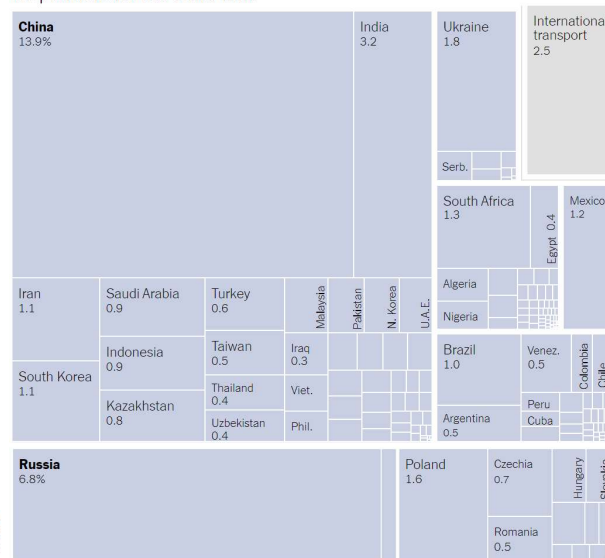 China
13.9%
India
3.2
Ukraine
1.8
International
transport
2.5
Serb.
South Africa
1.3
Egypt 0.4
Mexico
1.2
Algeria
Nigeria
Iran
1.1
Saudi Arabia
0.9
Turkey
0.6
Malaysia
Pakistan
N. Korea
U.A.E.
Indonesia
0.9
Taiwan
0.5
Iraq
0.3
South Korea
1.1
Thailand
0.4
Viet.
Kazakhstan
0.8
Uzbekistan
0.4
Phil.
Brazil
1.0
Venez.
0.5
Colombia
Chile
Peru
Argentina
0.5
Cuba
Russia
6.8%
Poland
1.6
Czechia
0.7
Hungary
Romania
0.5